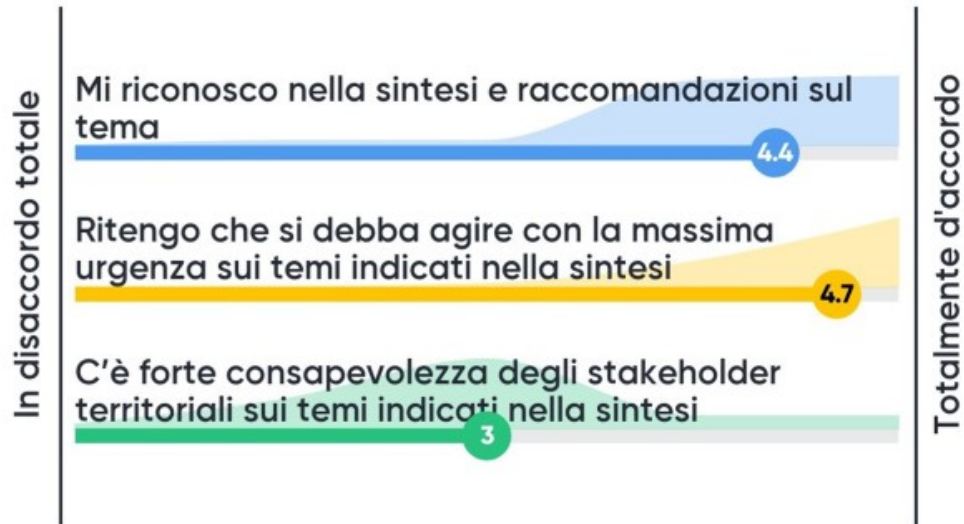 In disacccordo totale
Mi riconosco nella sintesi e raccomandazioni sul
tema
4.4
Ritengo che si debba agire con la massima
urgenza sui temi indicati nella sintesi
4.7
C'è forte consapevolezza degli stakeholder
territoriali sui temi indicati nella sintesi
3
Totalmente d'accordo